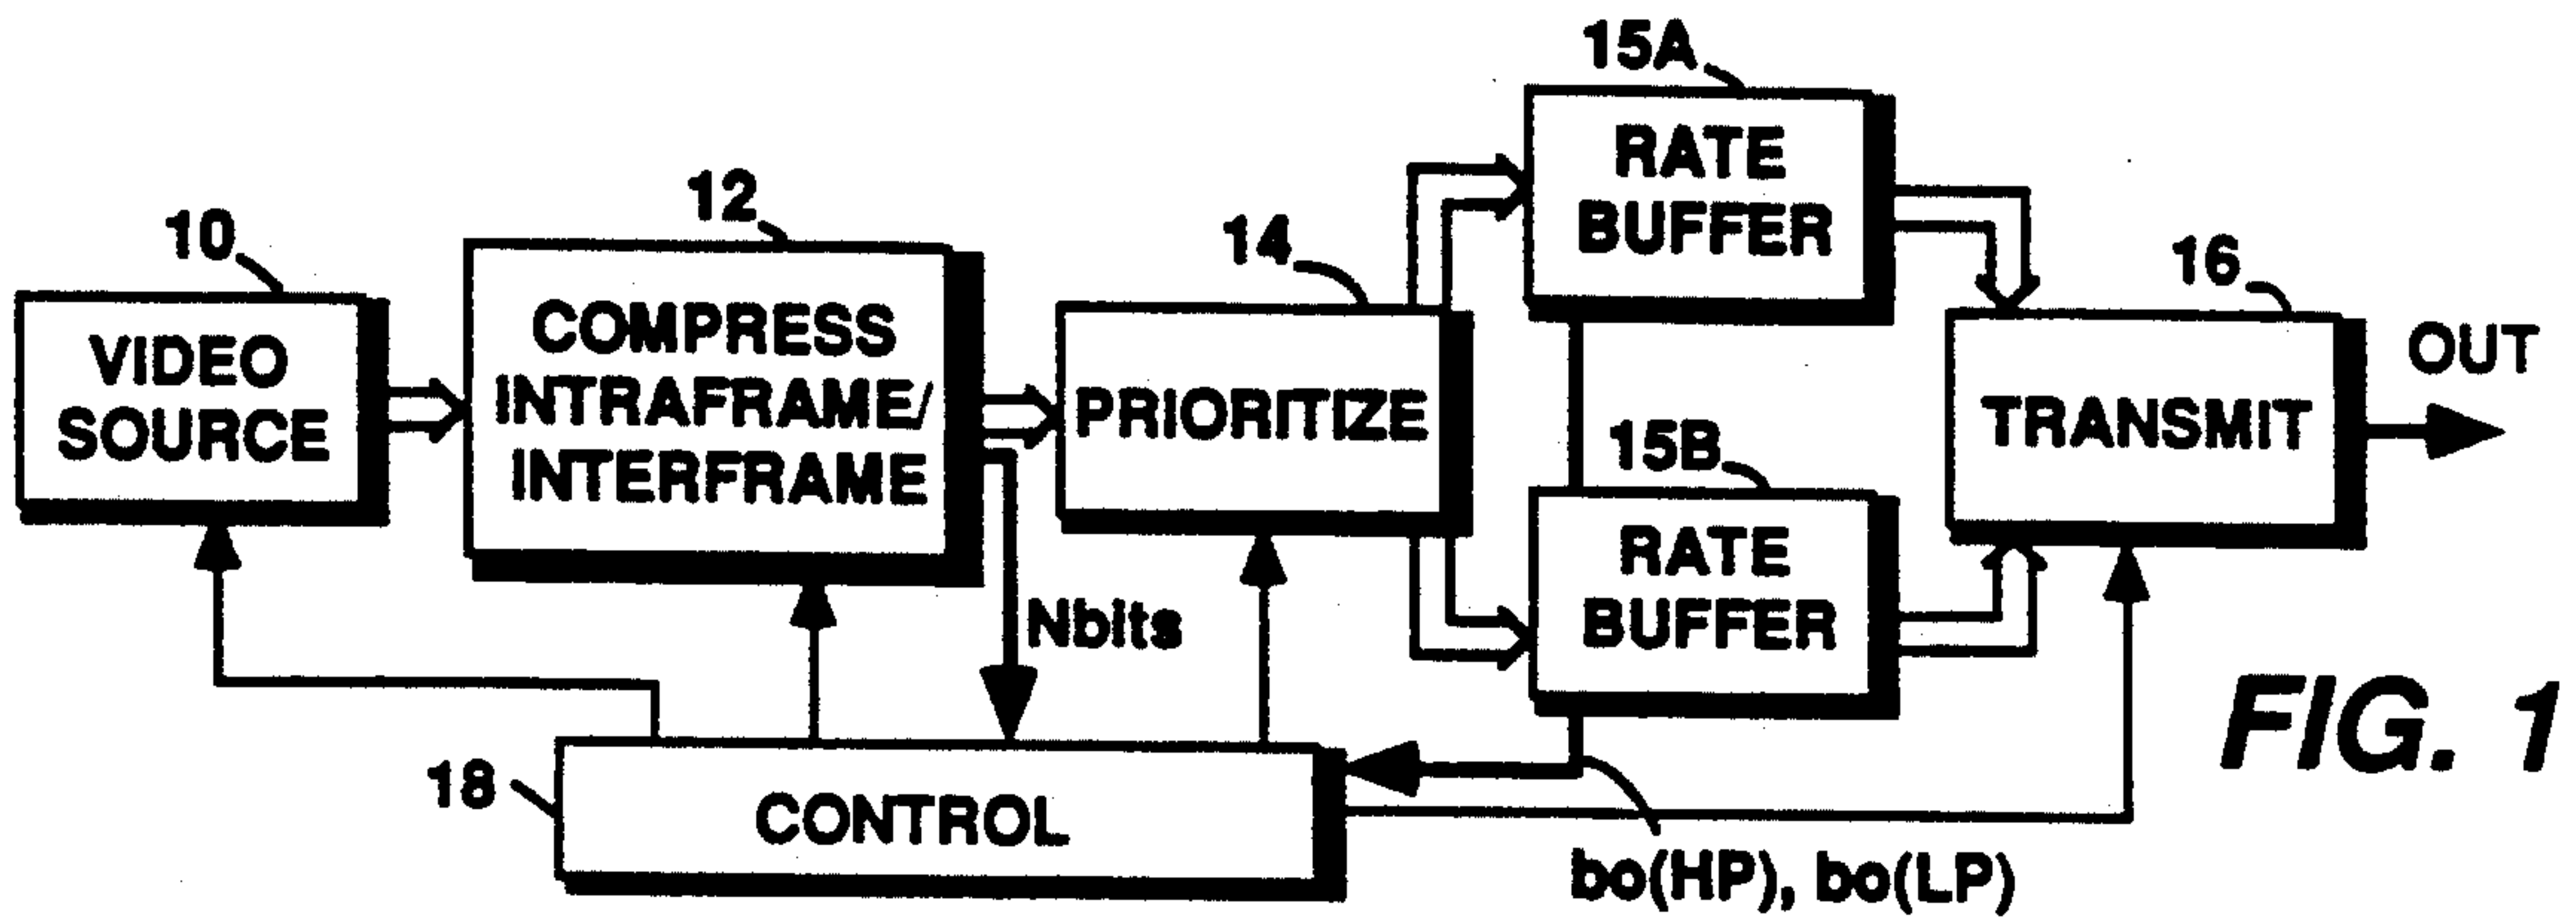 15A
RATE
BUFFER
12
10
14
16
COMPRESS
INTRAFRAME/
INTERFRAME
VIDEO
SOURCE
PRIORITIZE
OUT
TRANSMIT
15B
RATE
BUFFER
Nbits
18
CONTROL
bo(HP), bo(LP)
FIG. 1